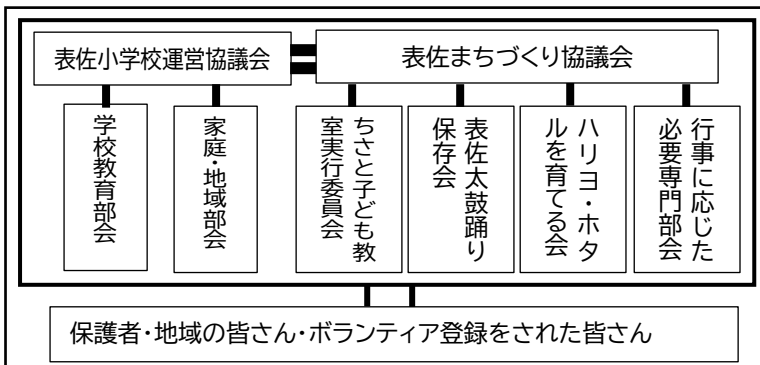 表佐小学校運営協議会
表佐まちづくり協議会
学校教育部会
家庭・地域部会
ちさと子ども教
室実行委員会
表佐太鼓踊り
保存会
ハリヨ・ホタ
ルを育てる会
行事に応じた
必要専門部会
保護者・地域の皆さん・ボランティア登録をされた皆さん